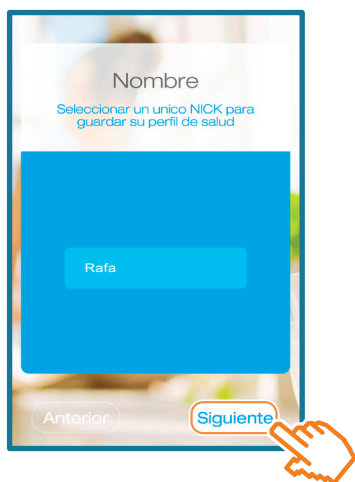 Nombre
Seleccionar un unico NICK para
guardar su perfil de salud
Rafa
Anterior
Siguiente